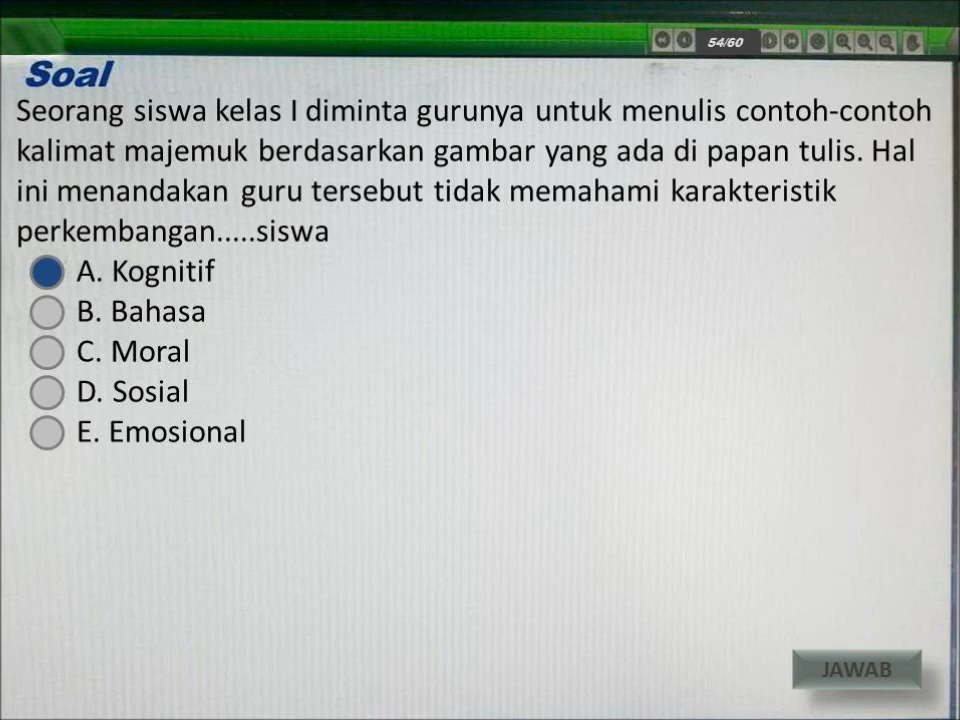 54/60
Soal
Seorang siswa kelas I diminta gurunya untuk menulis contoh-contoh
kalimat majemuk berdasarkan gambar yang ada di papan tulis. Hal
ini menandakan guru tersebut tidak memahami karakteristik
perkembangan.....siswa
A. Kognitif
B. Bahasa
C. Moral
D. Sosial
E. Emosional
JAWAB